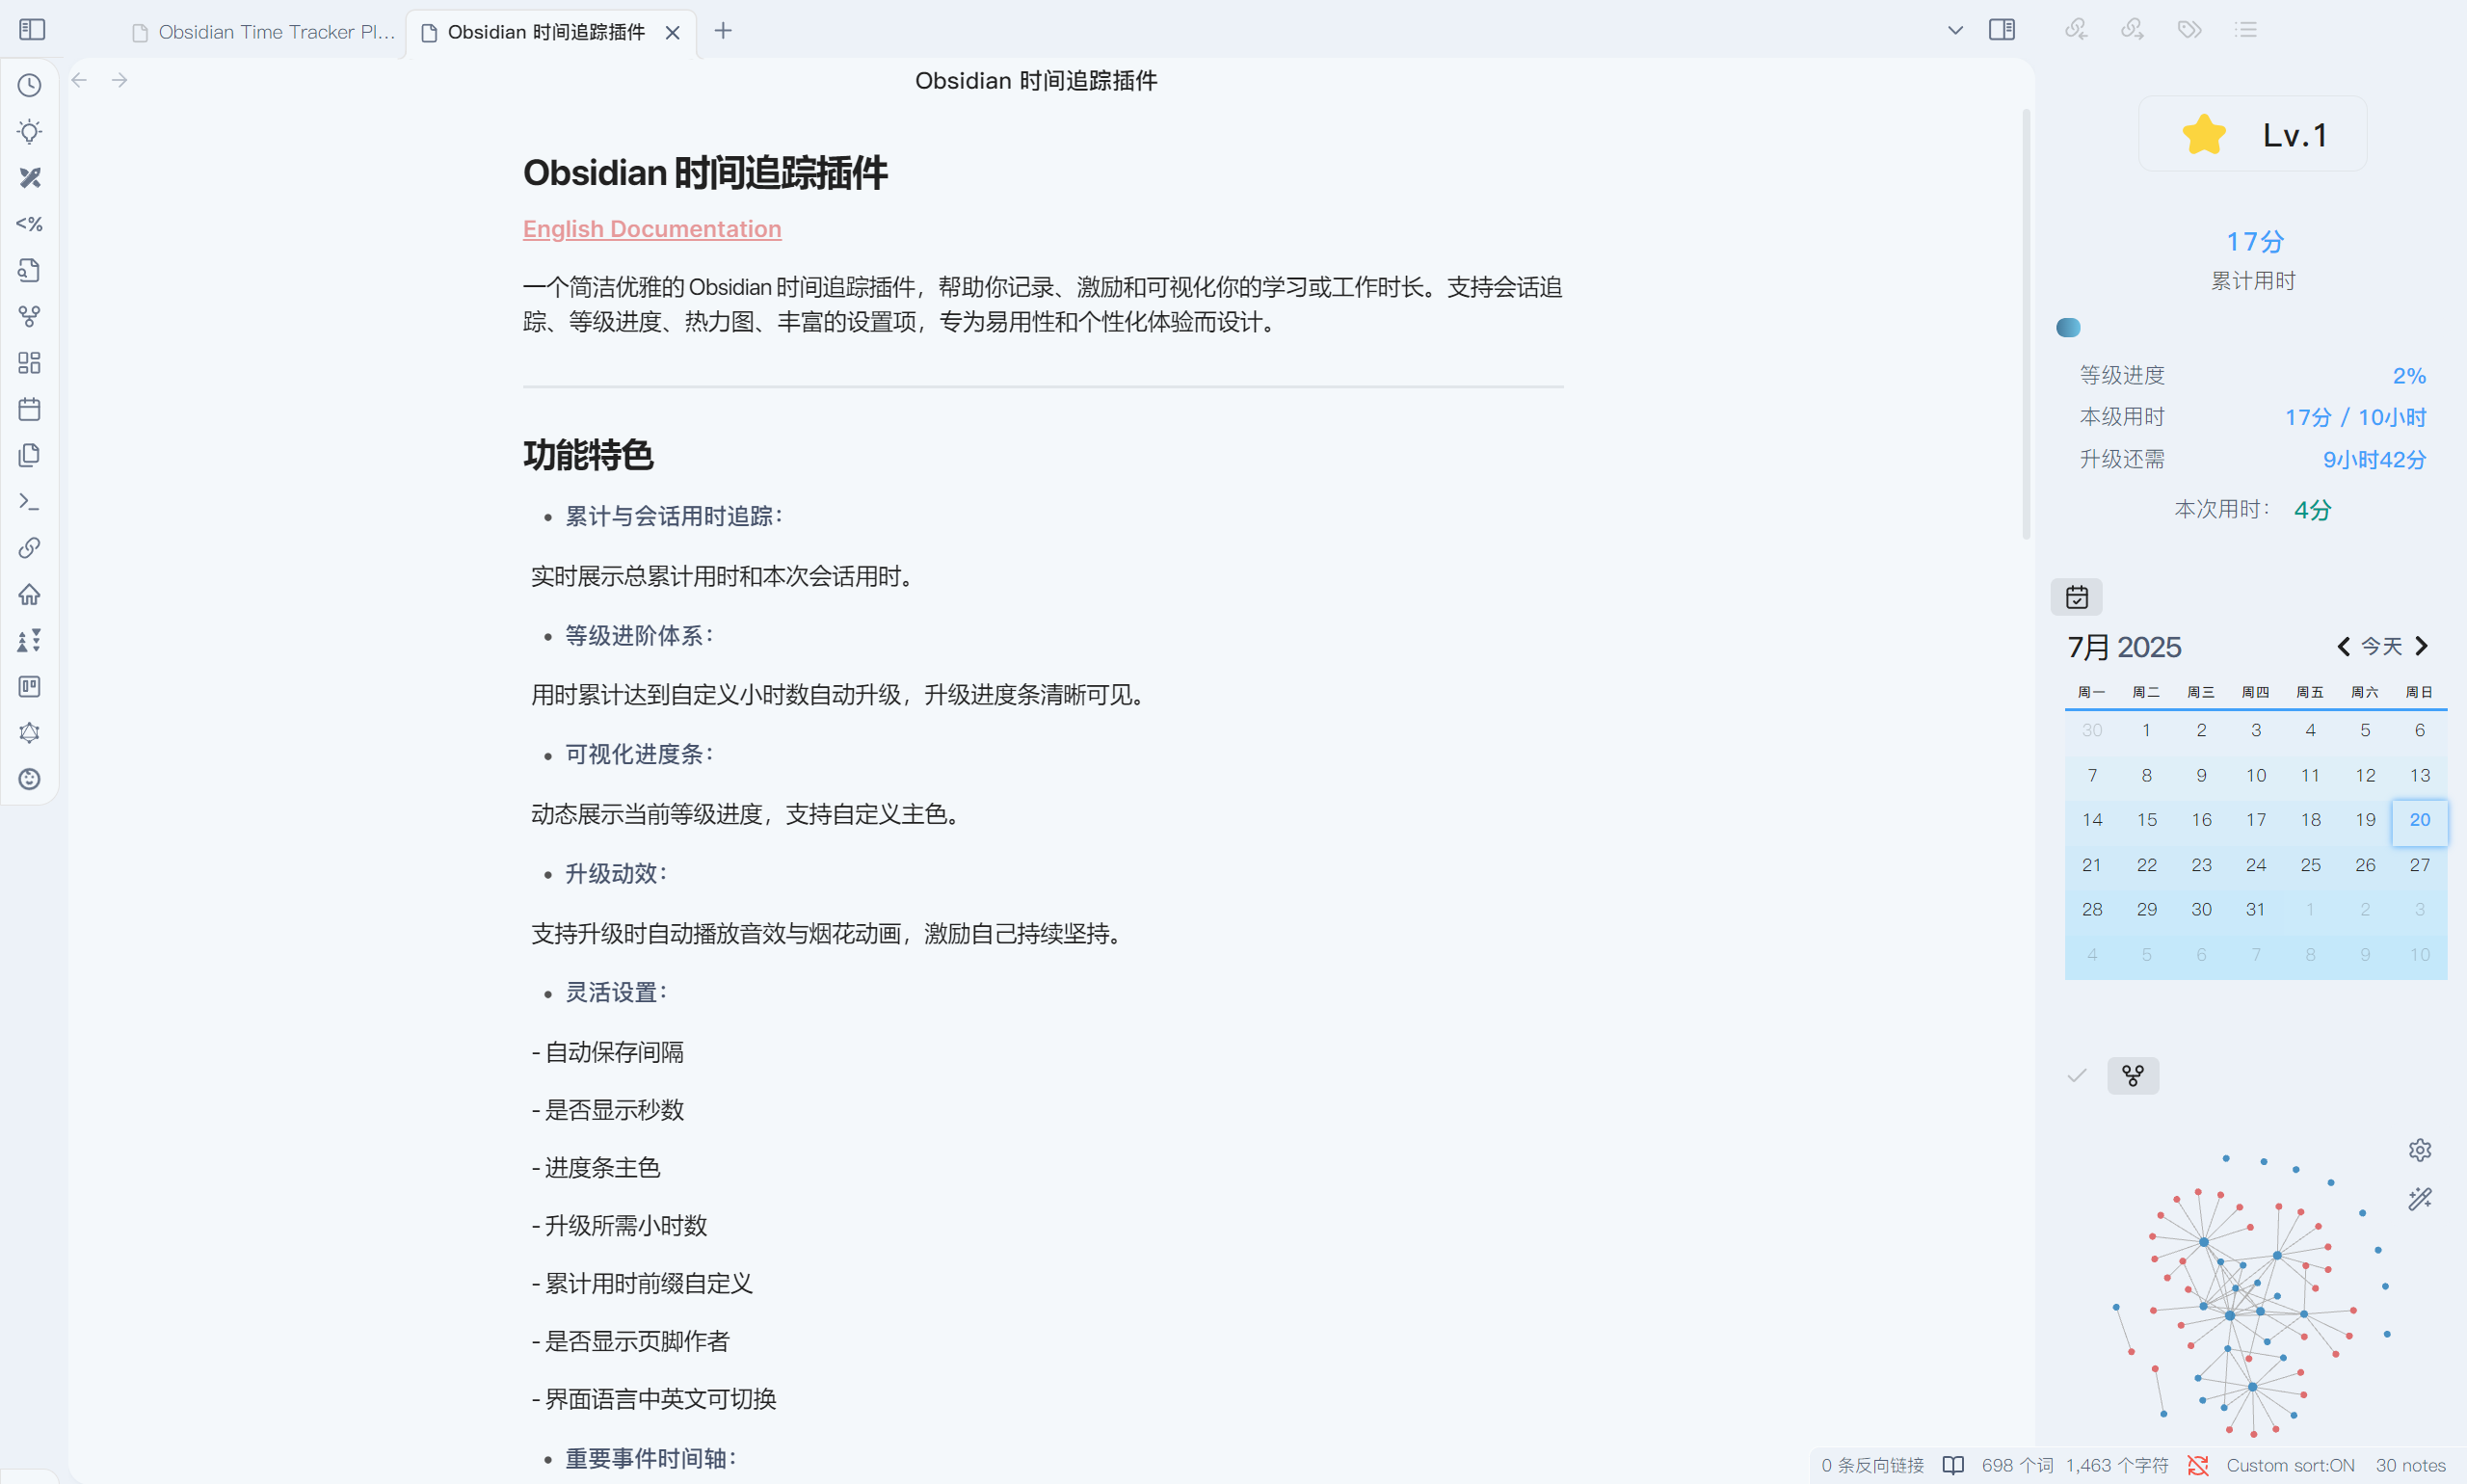 Obsidian Time Tracker Pl...
Obsidian 时间追踪插件
Obsidian 时间追踪插件
<%
Obsidian 时间追踪插件
English Documentation
一个简洁优雅的 Obsidian 时间追踪插件，帮助你记录、激励和可视化你的学习或工作时长。支持会话追
踪、等级进度、热力图、丰富的设置项，专为易用性和个性化体验而设计。
功能特色
• 累计与会话用时追踪：
实时展示总累计用时和本次会话用时。
• 等级进阶体系：
用时累计达到自定义小时数自动升级，升级进度条清晰可见。
• 可视化进度条：
动态展示当前等级进度，支持自定义主色。
• 升级动效：
支持升级时自动播放音效与烟花动画，激励自己持续坚持。
• 灵活设置：
- 自动保存间隔
- 是否显示秒数
- 进度条主色
- 升级所需小时数
- 累计用时前缀自定义
- 是否显示页脚作者
- 界面语言中英文可切换
• 重要事件时间轴：
Lv.1
17分
累计用时
等级进度 2%
本级用时 17分 / 10小时
升级还需 9小时42分
本次用时： 4分
7月 2025 今天
周一 周二 周三 周四 周五 周六 周日
30 1 2 3 4 5 6
7 8 9 10 11 12 13
14 15 16 17 18 19 20
21 22 23 24 25 26 27
28 29 30 31 1 2 3
4 5 6 7 8 9 10
0 条反向链接 698 个词 1,463 个字符 Custom sort:ON 30 notes